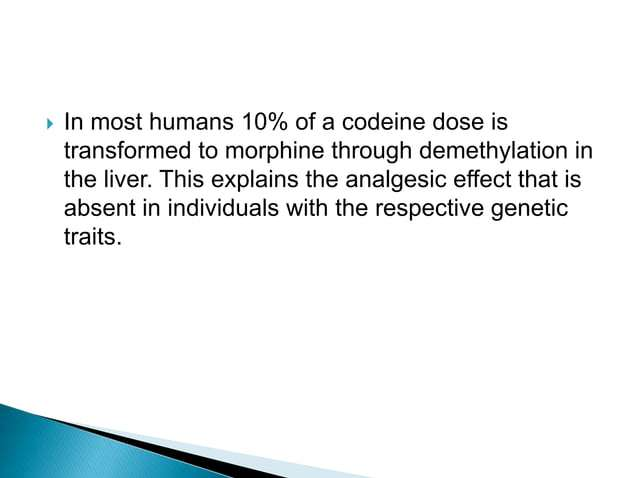 In most humans 10% of a codeine dose is
transformed to morphine through demethylation in
the liver. This explains the analgesic effect that is
absent in individuals with the respective genetic
traits.